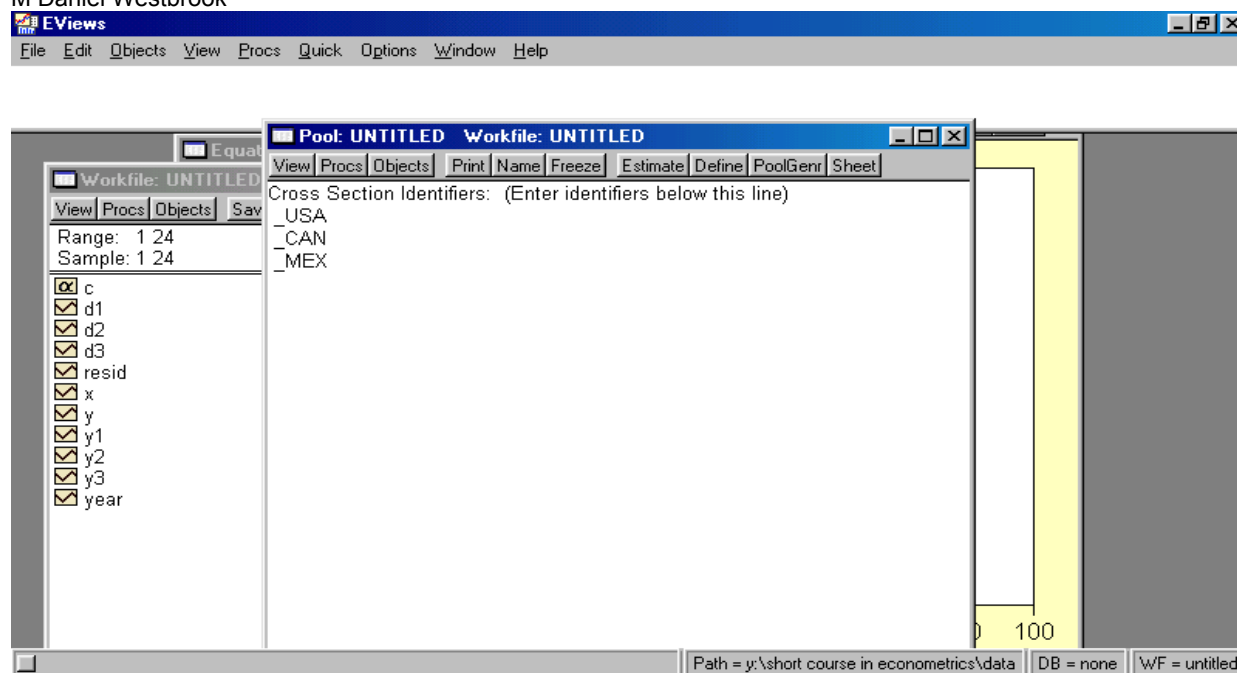 M Daniel Westbrook
EViews
File Edit Objects View Procs Quick Options Window Help
Pool: UNTITLED Workfile: UNTITLED
View Procs Objects Print Name Freeze Estimate Define PoolGenr Sheet
Cross Section Identifiers: (Enter identifiers below this line)
_USA
_CAN
_MEX
Workfile: UNTITLED
View Procs Objects
Range: 1 24
Sample: 1 24
c
d1
d2
d3
resid
x
y
y1
y2
y3
year
100
Path = y:\short course in econometrics\data DB = none WF = untitled